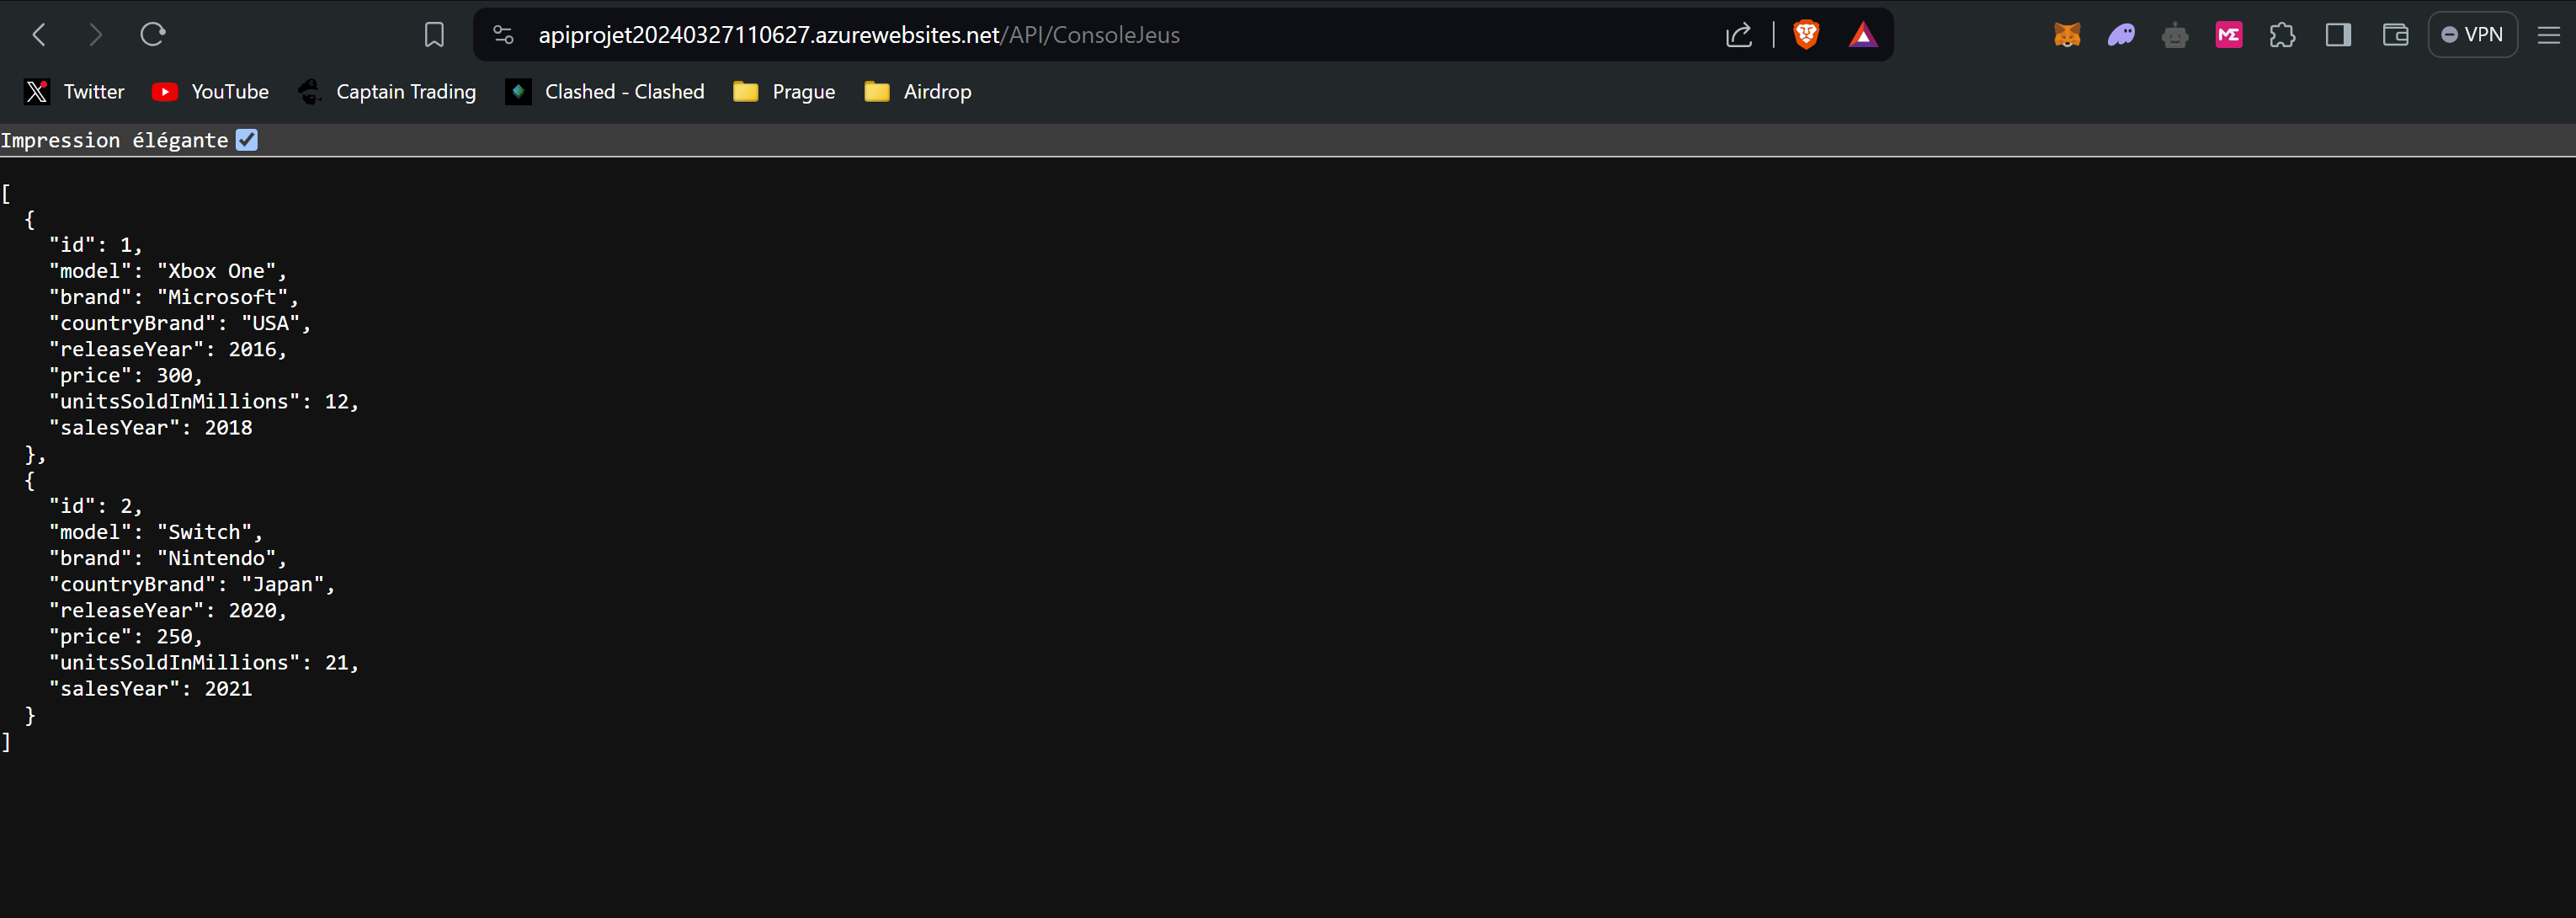 apiprojet20240327110627.azurewebsites.net/API/ConsoleJeus
VPN
Twitter YouTube Captain Trading Clashed - Clashed Prague Airdrop
Impression élégante
[
  {
    "id": 1,
    "model": "Xbox One",
    "brand": "Microsoft",
    "countryBrand": "USA",
    "releaseYear": 2016,
    "price": 300,
    "unitsSoldInMillions": 12,
    "salesYear": 2018
  },
  {
    "id": 2,
    "model": "Switch",
    "brand": "Nintendo",
    "countryBrand": "Japan",
    "releaseYear": 2020,
    "price": 250,
    "unitsSoldInMillions": 21,
    "salesYear": 2021
  }
]